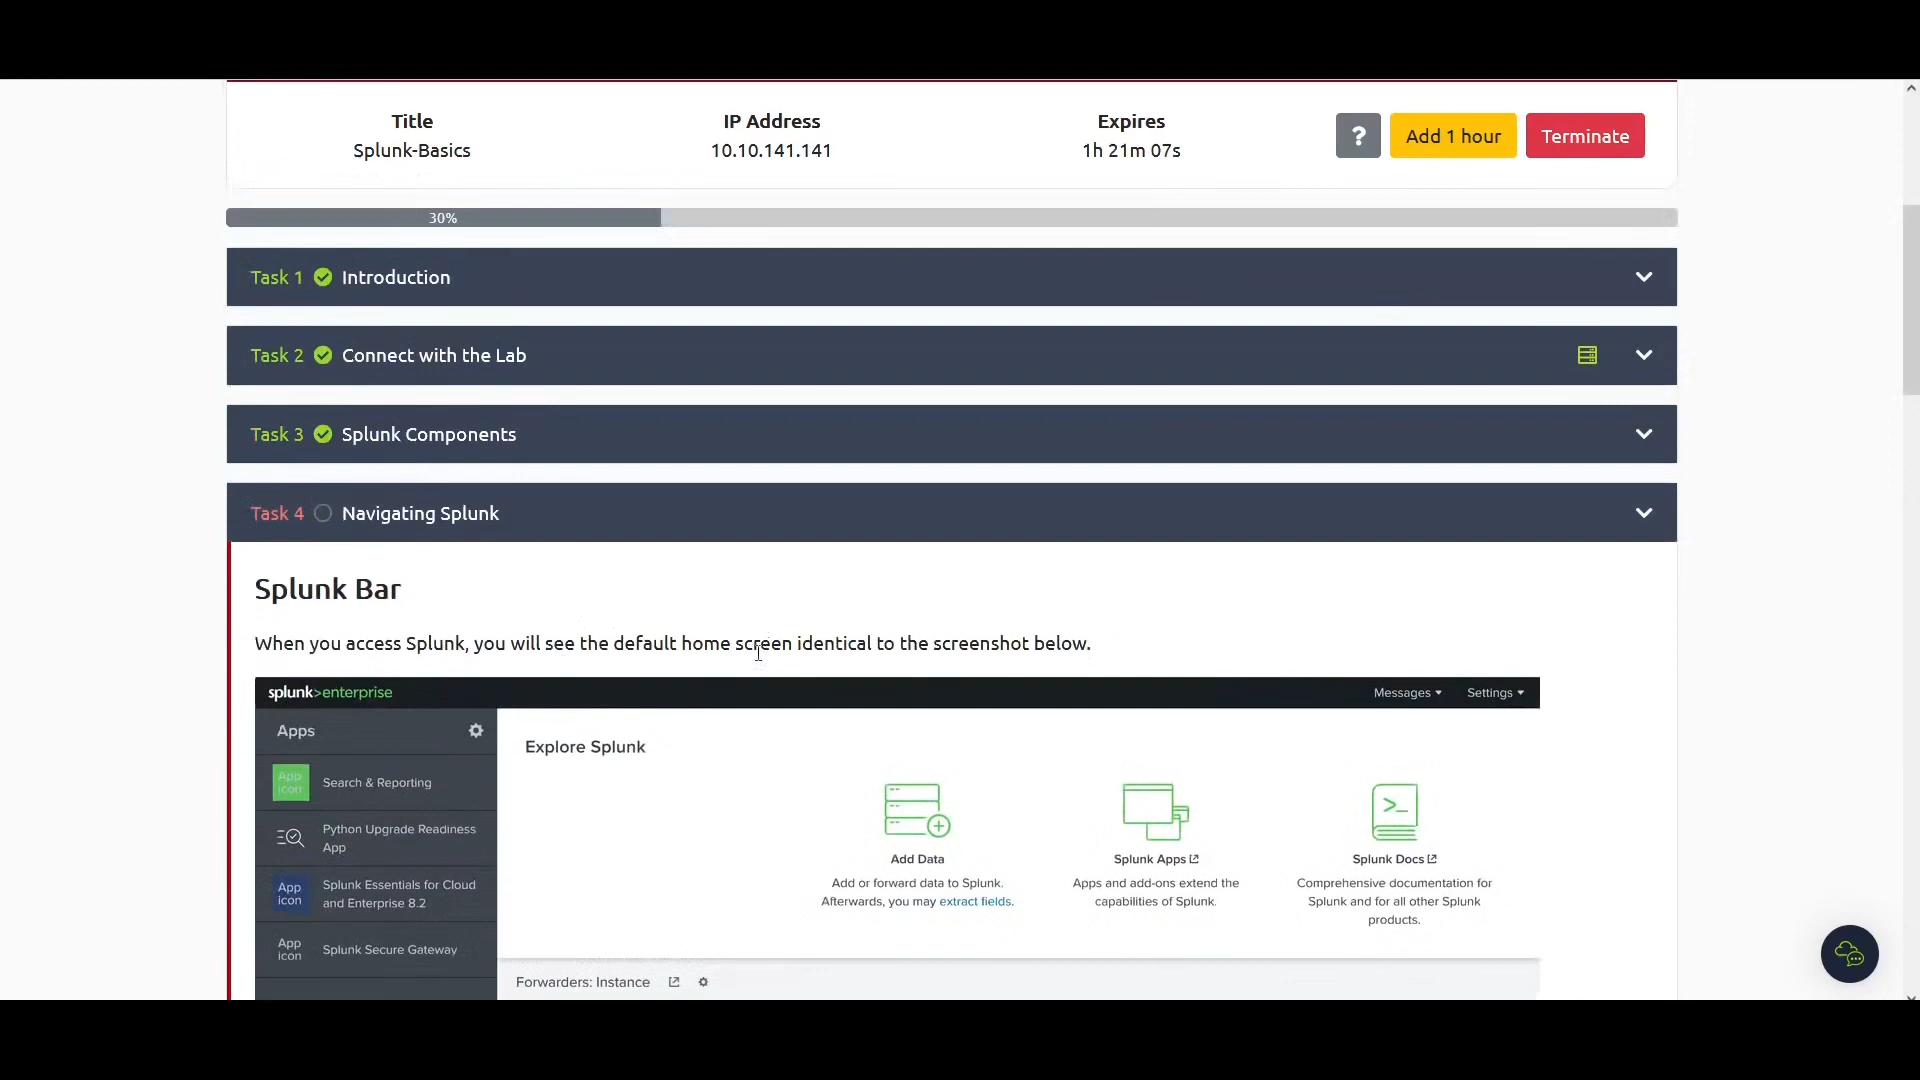 Title
Splunk-Basics
IP Address
10.10.141.141
Expires
1h 21m 07s
?
Add 1 hour
Terminate
30%
Task 1 Introduction
Task 2 Connect with the Lab
Task 3 Splunk Components
Task 4 Navigating Splunk
Splunk Bar
When you access Splunk, you will see the default home screen identical to the screenshot below.
splunk>enterprise
Messages
Settings
Apps
App
icon
Search & Reporting
Python Upgrade Readiness
App
App
icon
Splunk Essentials for Cloud
and Enterprise 8.2
App
icon
Splunk Secure Gateway
Explore Splunk
Add Data
Add or forward data to Splunk.
Afterwards, you may extract fields.
Splunk Apps
Apps and add-ons extend the
capabilities of Splunk.
>_
Splunk Docs
Comprehensive documentation for
Splunk and for all other Splunk
products.
Forwarders: Instance